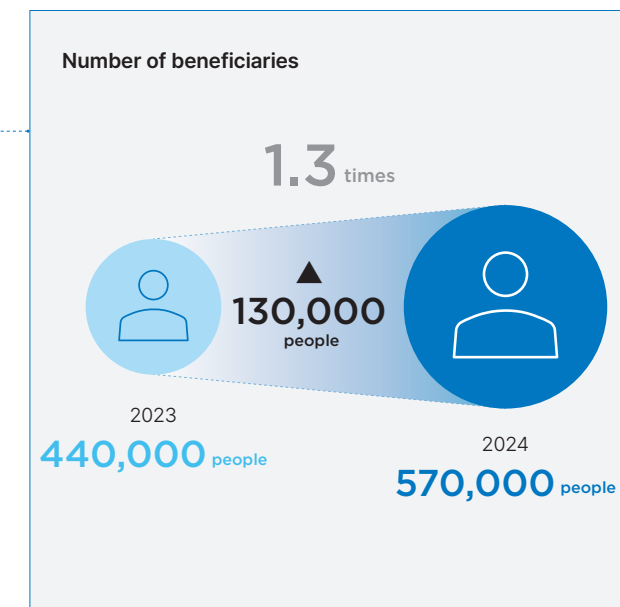 Number of beneficiaries
1.3 times
▲
130,000
people
2023
440,000 people
2024
570,000 people